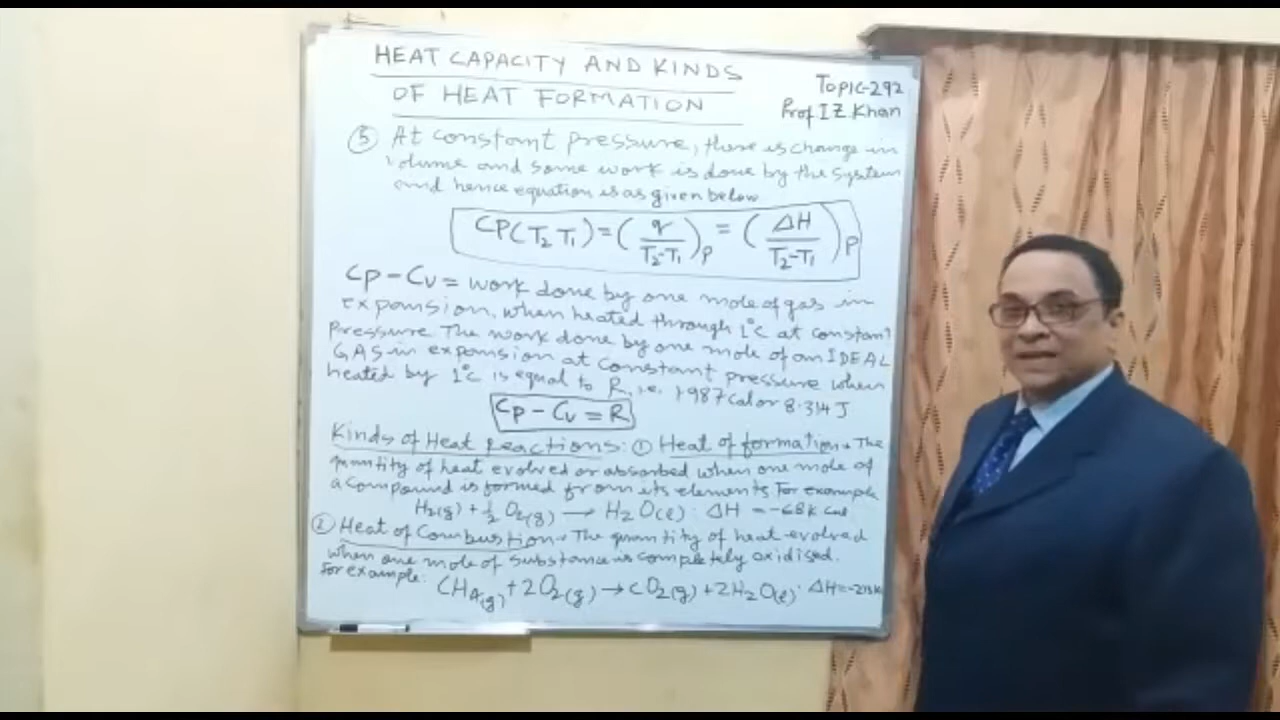 HEAT CAPACITY AND KINDS
OF HEAT FORMATION
TOPIC-292
Prof I Z Khan
③ At constant pressure, there is change in
volume and some work is done by the system
and hence equation is as given below
CP(T₂ T₁) = (q / T₂-T₁)p = (ΔH / T₂-T₁)p
Cp - Cv = work done by one mole of gas in
expansion, when heated through 1°C at constant
Pressure. The work done by one mole of an IDEAL
GAS in expansion at constant pressure when
heated by 1°C is equal to R, i.e. 1.987 cal or 8.314 J
Cp - Cv = R
Kinds of Heat Reactions: ① Heat of formation. The
quantity of heat evolved or absorbed when one mole of
a compound is formed from its elements For example
H₂(g) + ½ O₂(g) → H₂O(l) ΔH = -68 K cal
② Heat of Combustion. The quantity of heat evolved
when one mole of substance is completely oxidised.
For example:
CH₄(g) + 2O₂(g) → CO₂(g) + 2H₂O(l) ΔH = -213 K